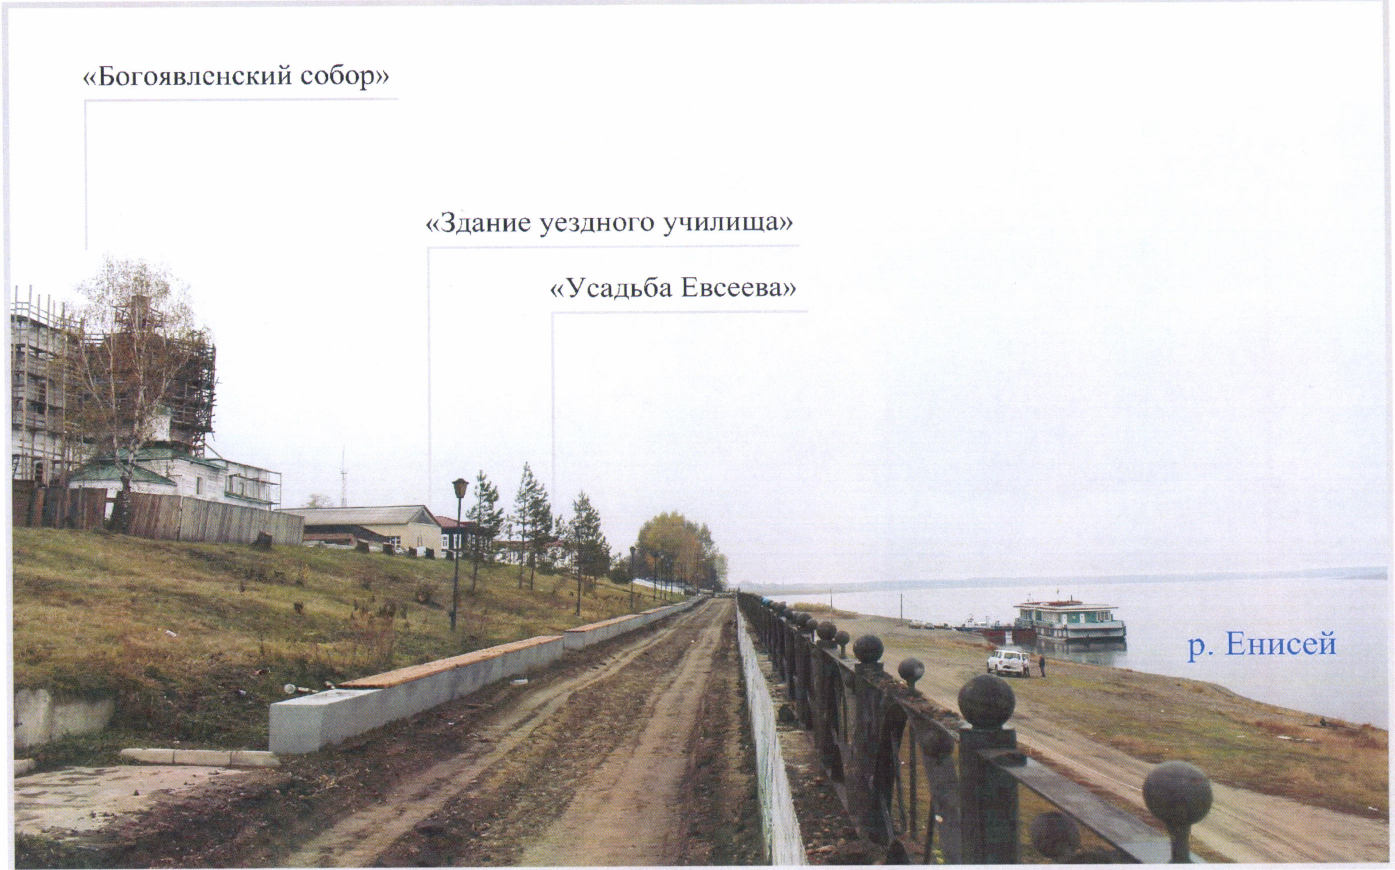 «Богоявленский собор»
«Здание уездного училища»
«Усадьба Евсеева»
р. Енисей